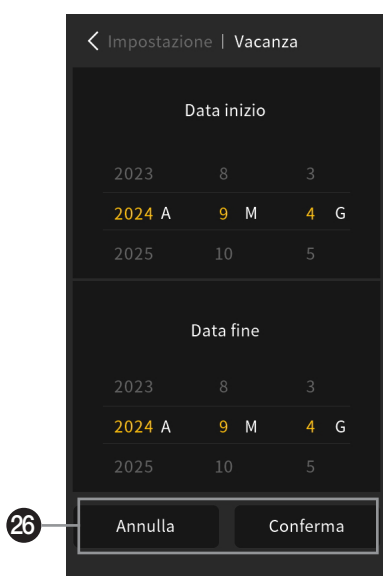 Impostazione | Vacanza
Data inizio
2023 8 3
2024 A 9 M 4 G
2025 10 5
Data fine
2023 8 3
2024 A 9 M 4 G
2025 10 5
26 Annulla Conferma